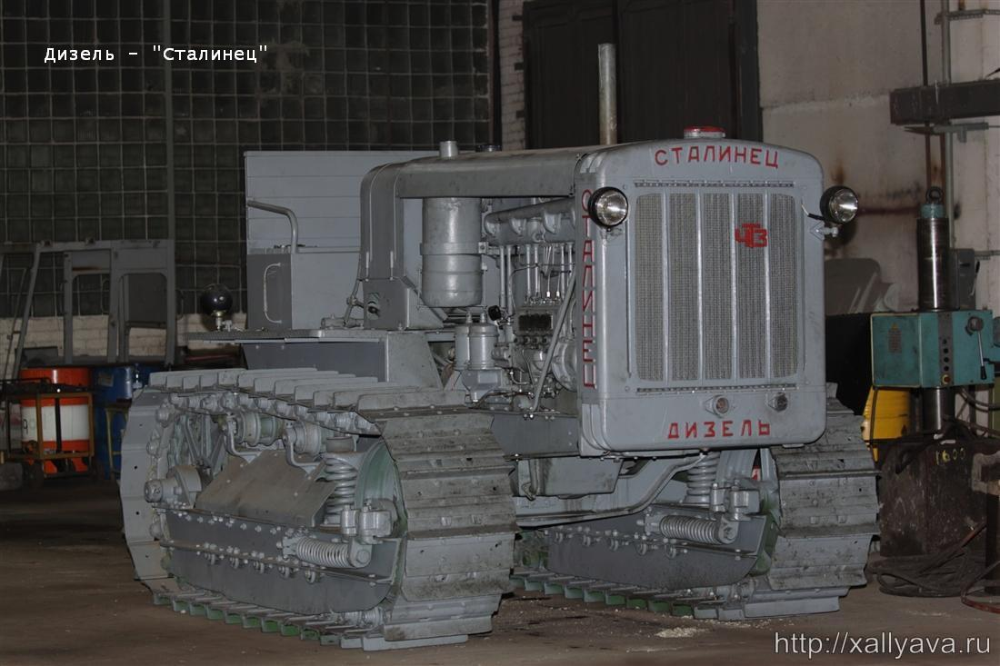 Дизель - "Сталинец"
СТАЛИНЕЦ
СТАЛИНЕЦ
ЧТЗ
ДИЗЕЛЬ
1600
http://xallyava.ru